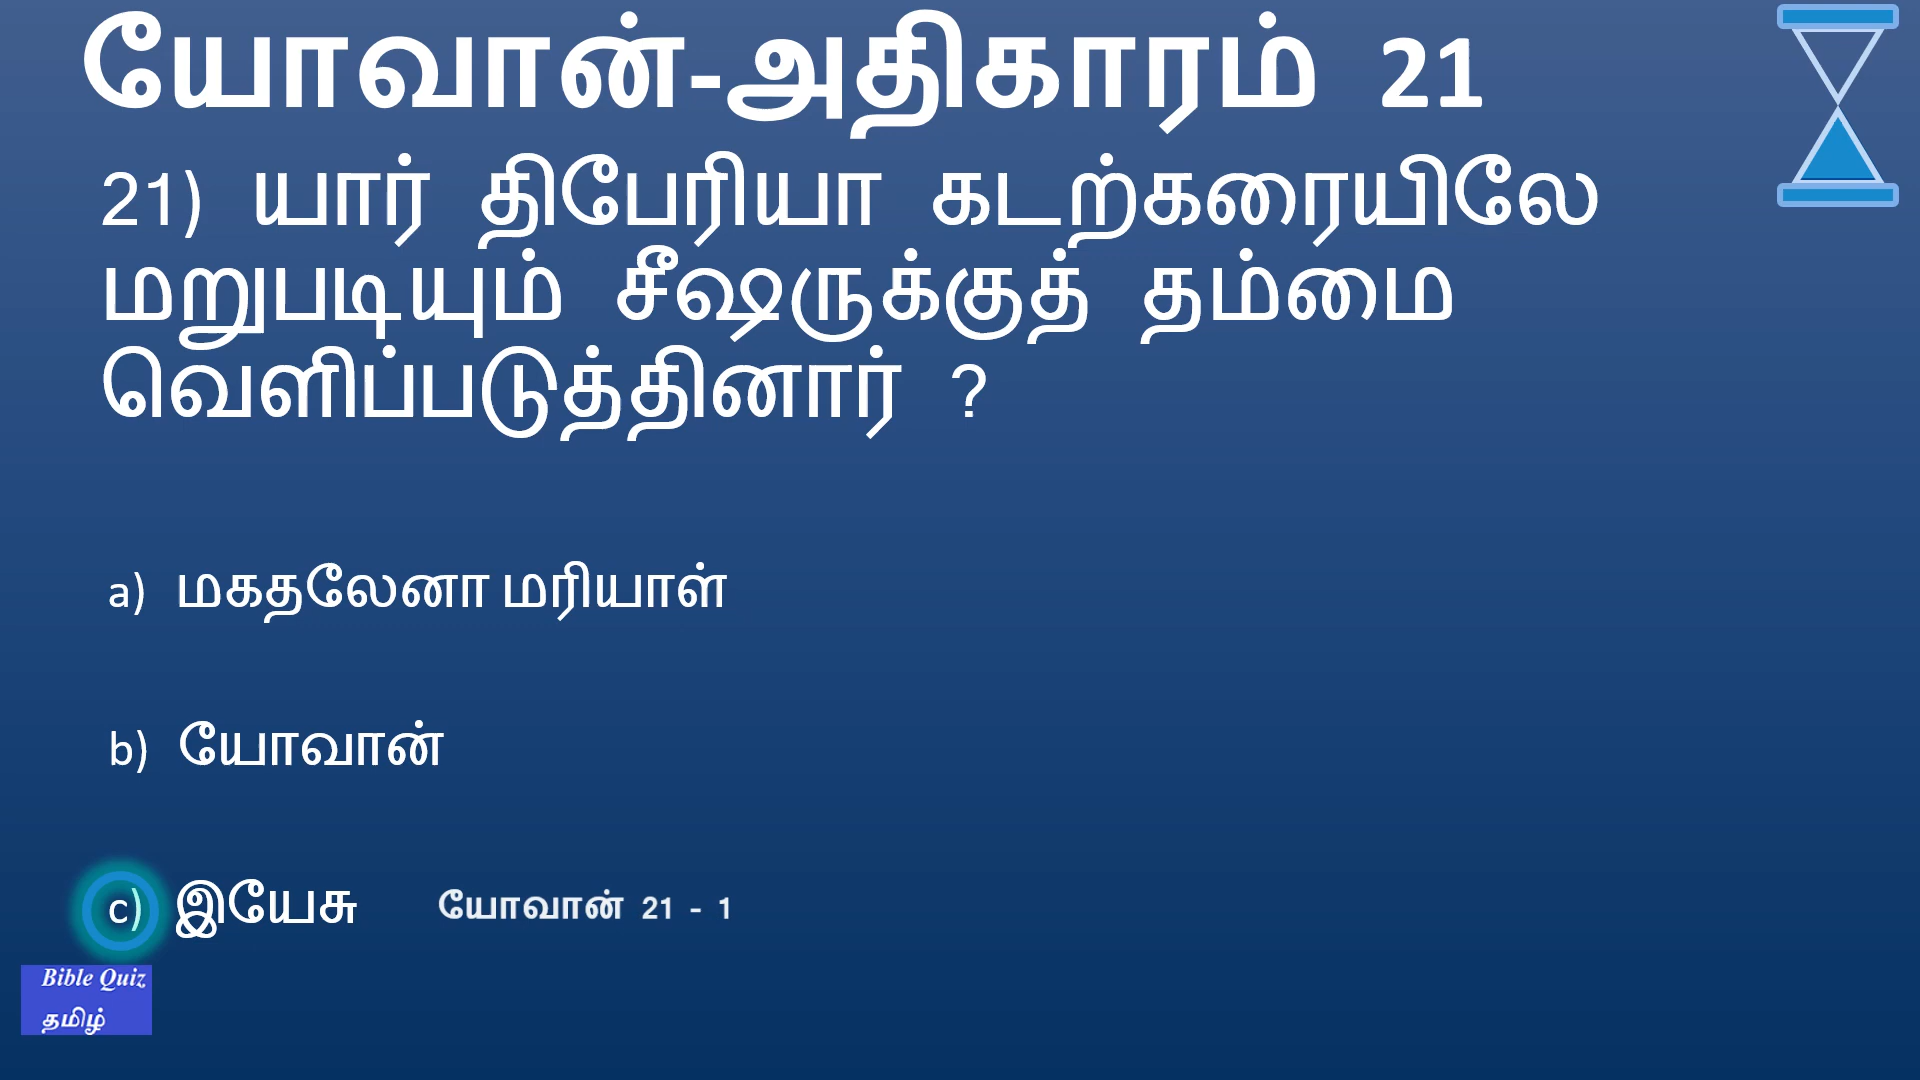 யோவான்-அதிகாரம் 21
21) யார் திபேரியா கடற்கரையிலே
மறுபடியும் சீஷருக்குத் தம்மை
வெளிப்படுத்தினார் ?
a) மகதலேனா மரியாள்
b) யோவான்
c) இயேசு யோவான் 21 - 1
Bible Quiz
தமிழ்